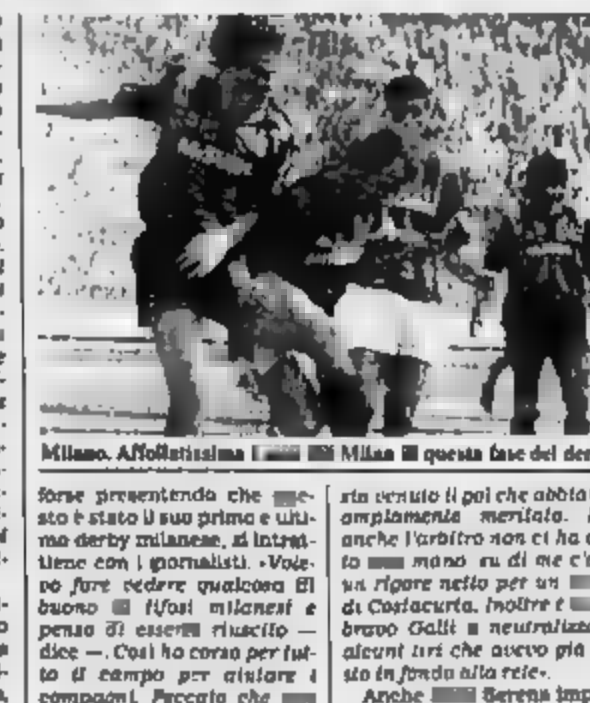 Milano. Affollatissima Milan questa fase del der
forse presentendo che
sto è stato il suo primo e ulti-
mo derby milanese, si intrat-
tiene con i giornalisti. «Vole-
vo fare vedere qualcosa di
buono tifosi milanesi e
penso di essere riuscito —
dice —. Così ho corso per tut-
to il campo per aiutare i
compagni. Peccato che
sia venuto il gol che abbia
ampiamente meritato.
anche l'arbitro non ci ha
to mano su di me c'
un rigore netto per un
di Costacurta. Inoltre è
bravo Galli neutralizza
alcuni tiri che avevo già
sto in fondo alla rete».
Anche Serena imp